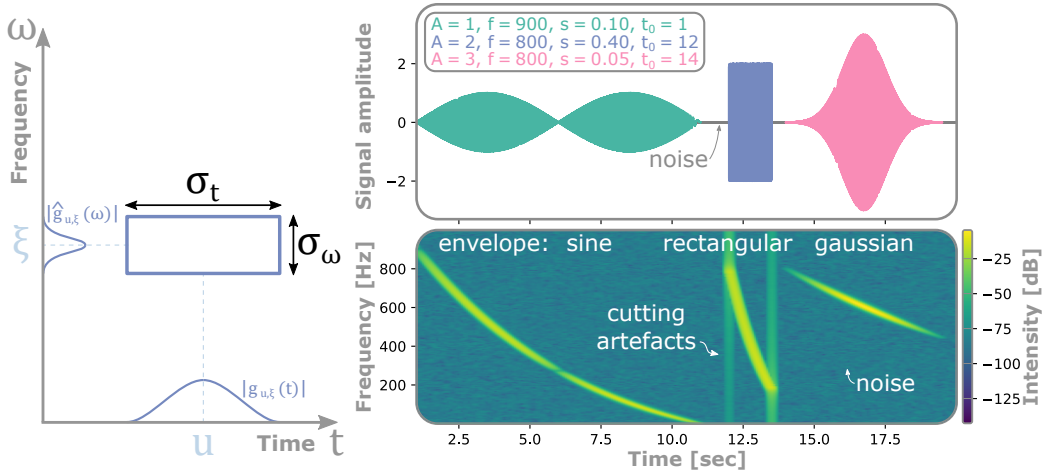 ω
Frequency
|ĝ u,ξ (ω)|
ξ
σt
σω
|g u,ξ (t)|
u
Time t
A = 1, f = 900, s = 0.10, t0 = 1
A = 2, f = 800, s = 0.40, t0 = 12
A = 3, f = 800, s = 0.05, t0 = 14
Signal amplitude
2
0
−2
noise
envelope: sine rectangular gaussian
Frequency [Hz]
800
600
400
200
cutting
artefacts
noise
2.5 5.0 7.5 10.0 12.5 15.0 17.5
Time [sec]
−25
−50
−75
−100
−125
Intensity [dB]